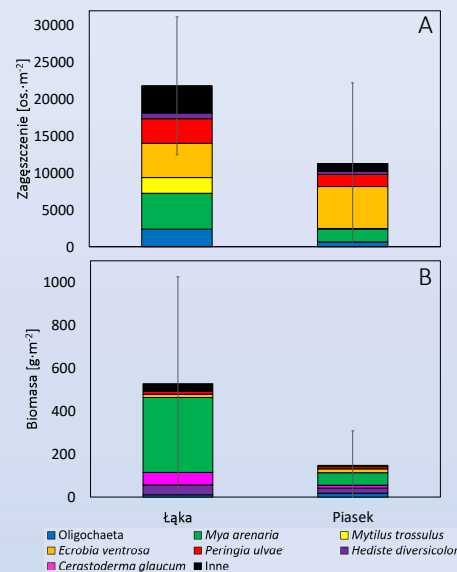 A
Zagęszczenie [os.·m⁻²]
30000
25000
20000
15000
10000
5000
0
B
Biomasa [g·m⁻²]
1000
800
600
400
200
0
Łąka Piasek
Oligochaeta Mya arenaria Mytilus trossulus
Ecrobia ventrosa Peringia ulvae Hediste diversicolor
Cerastoderma glaucum Inne